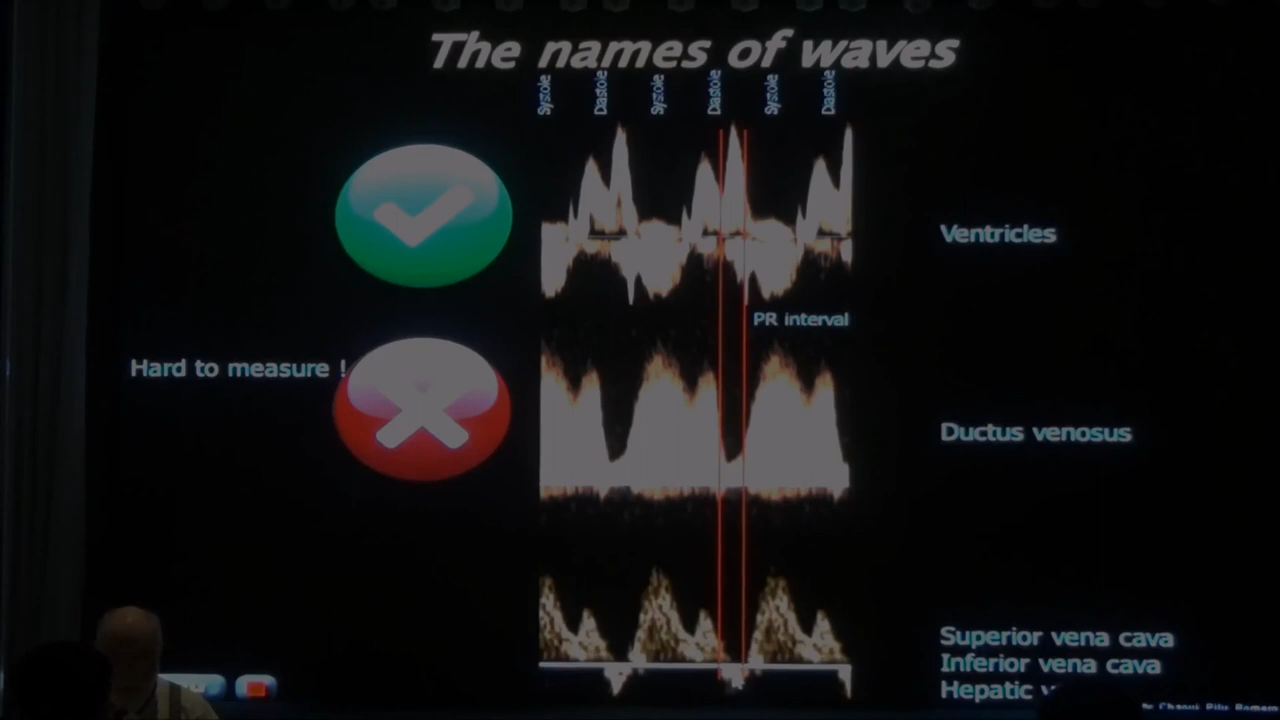 The names of waves
Systole Diastole Systole Diastole Systole Diastole
Ventricles
PR interval
Hard to measure !
Ductus venosus
Superior vena cava
Inferior vena cava
Hepatic